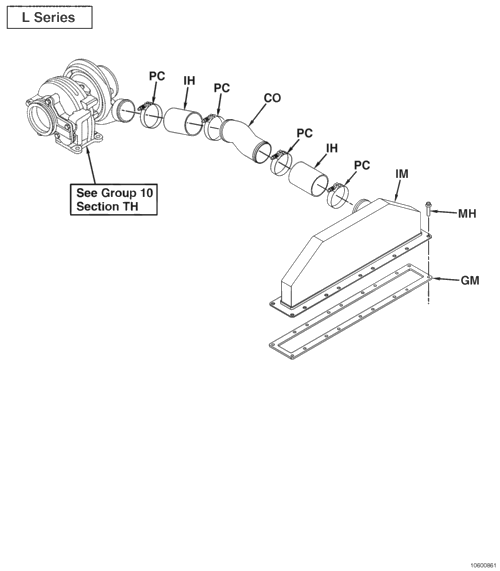 L Series
PC
IH
PC
CO
PC
IH
PC
IM
MH
GM
See Group 10
Section TH
10600861